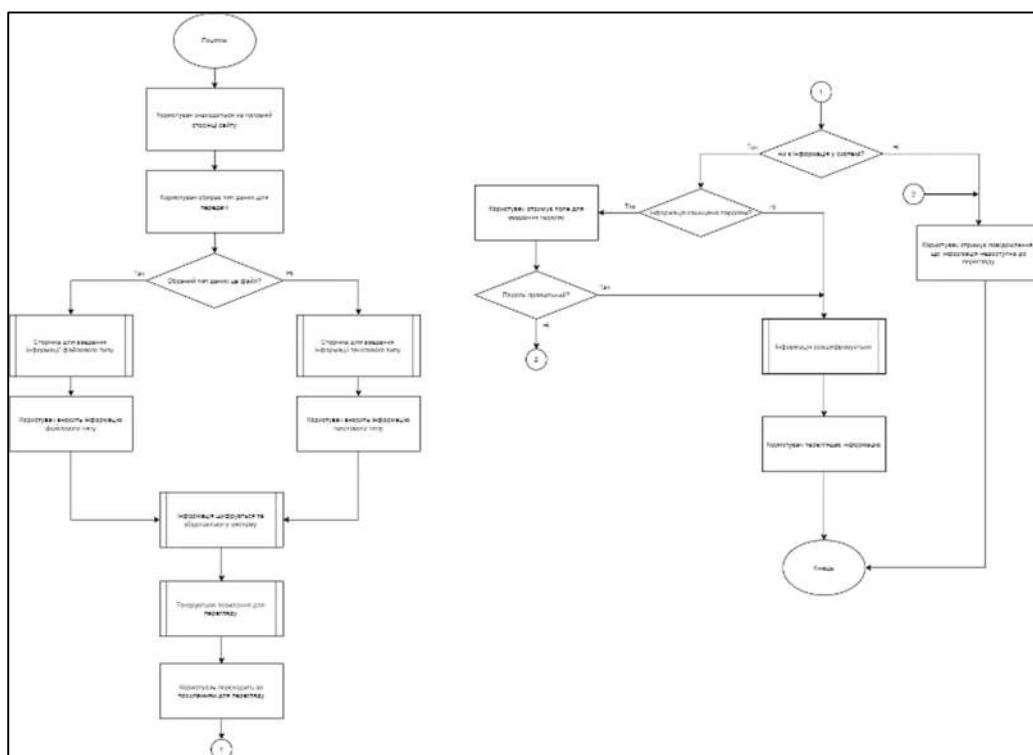 Початок
Користувач знаходиться на головній
сторінці сайту
Користувач обирає тип даних для
передачі
Обраний тип даних це файл?
Так
Ні
Сторінка для введення
інформації файлового типу
Сторінка для введення
інформації текстового типу
Користувач вносить інформацію
файлового типу
Користувач вносить інформацію
текстового типу
Інформація шифрується та
зберігається у систему
посилання для
перегляду
Користувач переходить за
посиланням для перегляду
1
1
Чи є інформація у системі?
Так
Ні
2
Інформація захищена паролем?
Так
Ні
Користувач отримує поле для
введення паролю
Користувач отримує повідомлення
що інформація недоступна до
перегляду
Пароль правильний?
Так
Ні
2
Інформація розшифровується
Користувач переглядає інформацію
Кінець